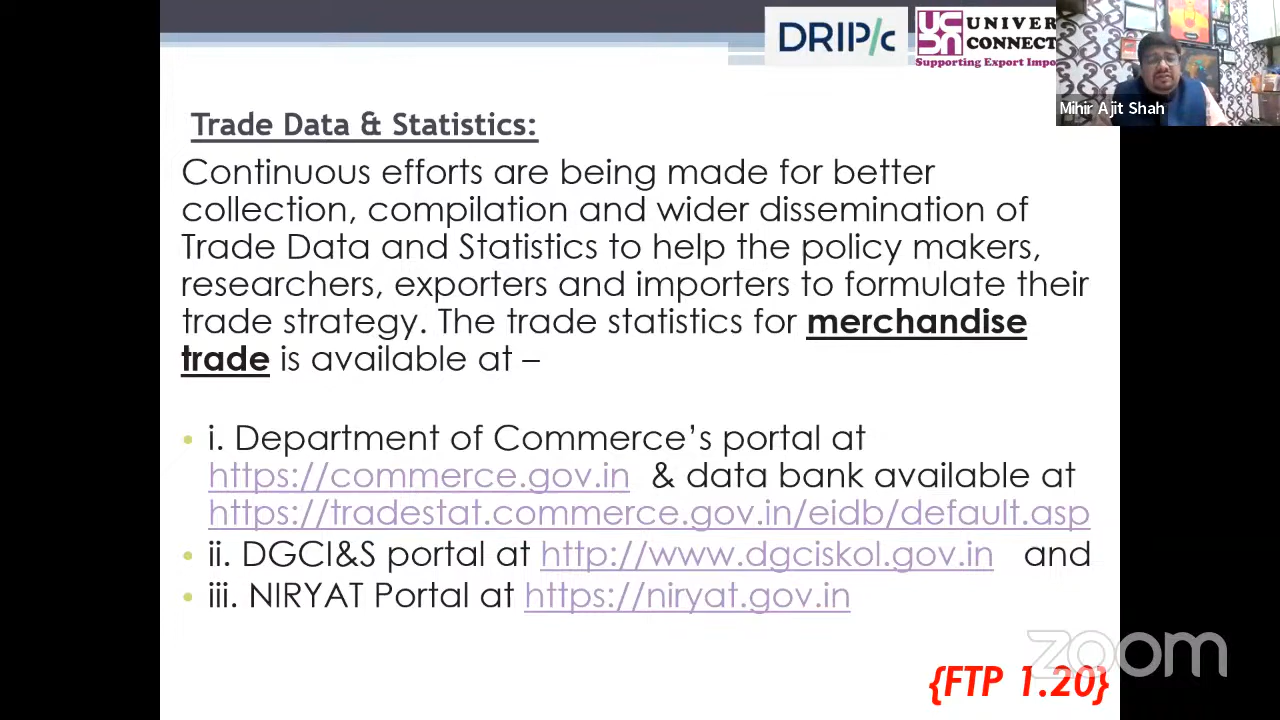 DRIP/c
UNIVER
CONNECT
Supporting Export Impo
Mihir Ajit Shah
Trade Data & Statistics:
Continuous efforts are being made for better
collection, compilation and wider dissemination of
Trade Data and Statistics to help the policy makers,
researchers, exporters and importers to formulate their
trade strategy. The trade statistics for merchandise
trade is available at –
• i. Department of Commerce’s portal at
https://commerce.gov.in & data bank available at
https://tradestat.commerce.gov.in/eidb/default.asp
• ii. DGCI&S portal at http://www.dgciskol.gov.in and
• iii. NIRYAT Portal at https://niryat.gov.in
zoom
{FTP 1.20}